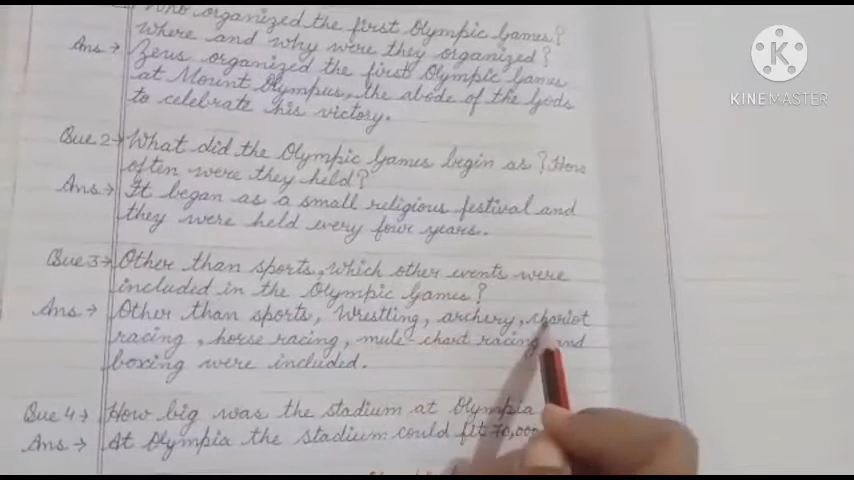 Who organized the first Olympic Games?
Where and why were they organized?
Ans → Zeus organized the first Olympic Games
at Mount Olympus, the abode of the Gods
to celebrate his victory.
Que 2 → What did the Olympic Games begin as? How
often were they held?
Ans → It began as a small religious festival and
they were held every four years.
Que 3 → Other than sports, which other events were
included in the Olympic Games?
Ans → Other than sports, Wrestling, archery, chariot
racing, horse racing, mule-chart racing and
boxing were included.
Que 4 → How big was the stadium at Olympia
Ans → At Olympia the stadium could fit 70,000
K
KINEMASTER